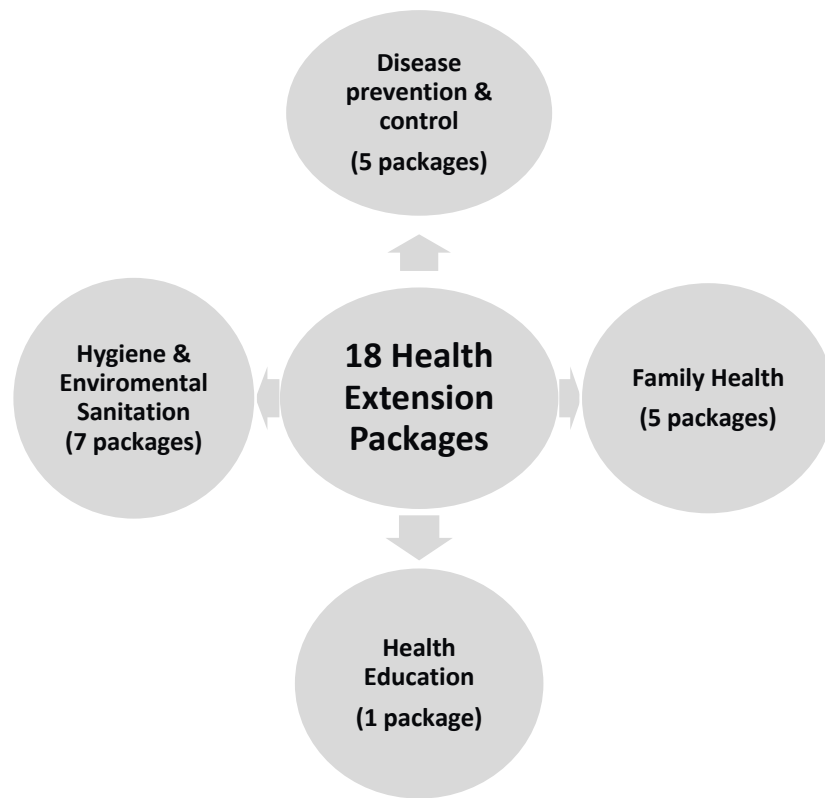 Disease
prevention &
control
(5 packages)
Hygiene &
Enviromental
Sanitation
(7 packages)
18 Health
Extension
Packages
Family Health
(5 packages)
Health
Education
(1 package)